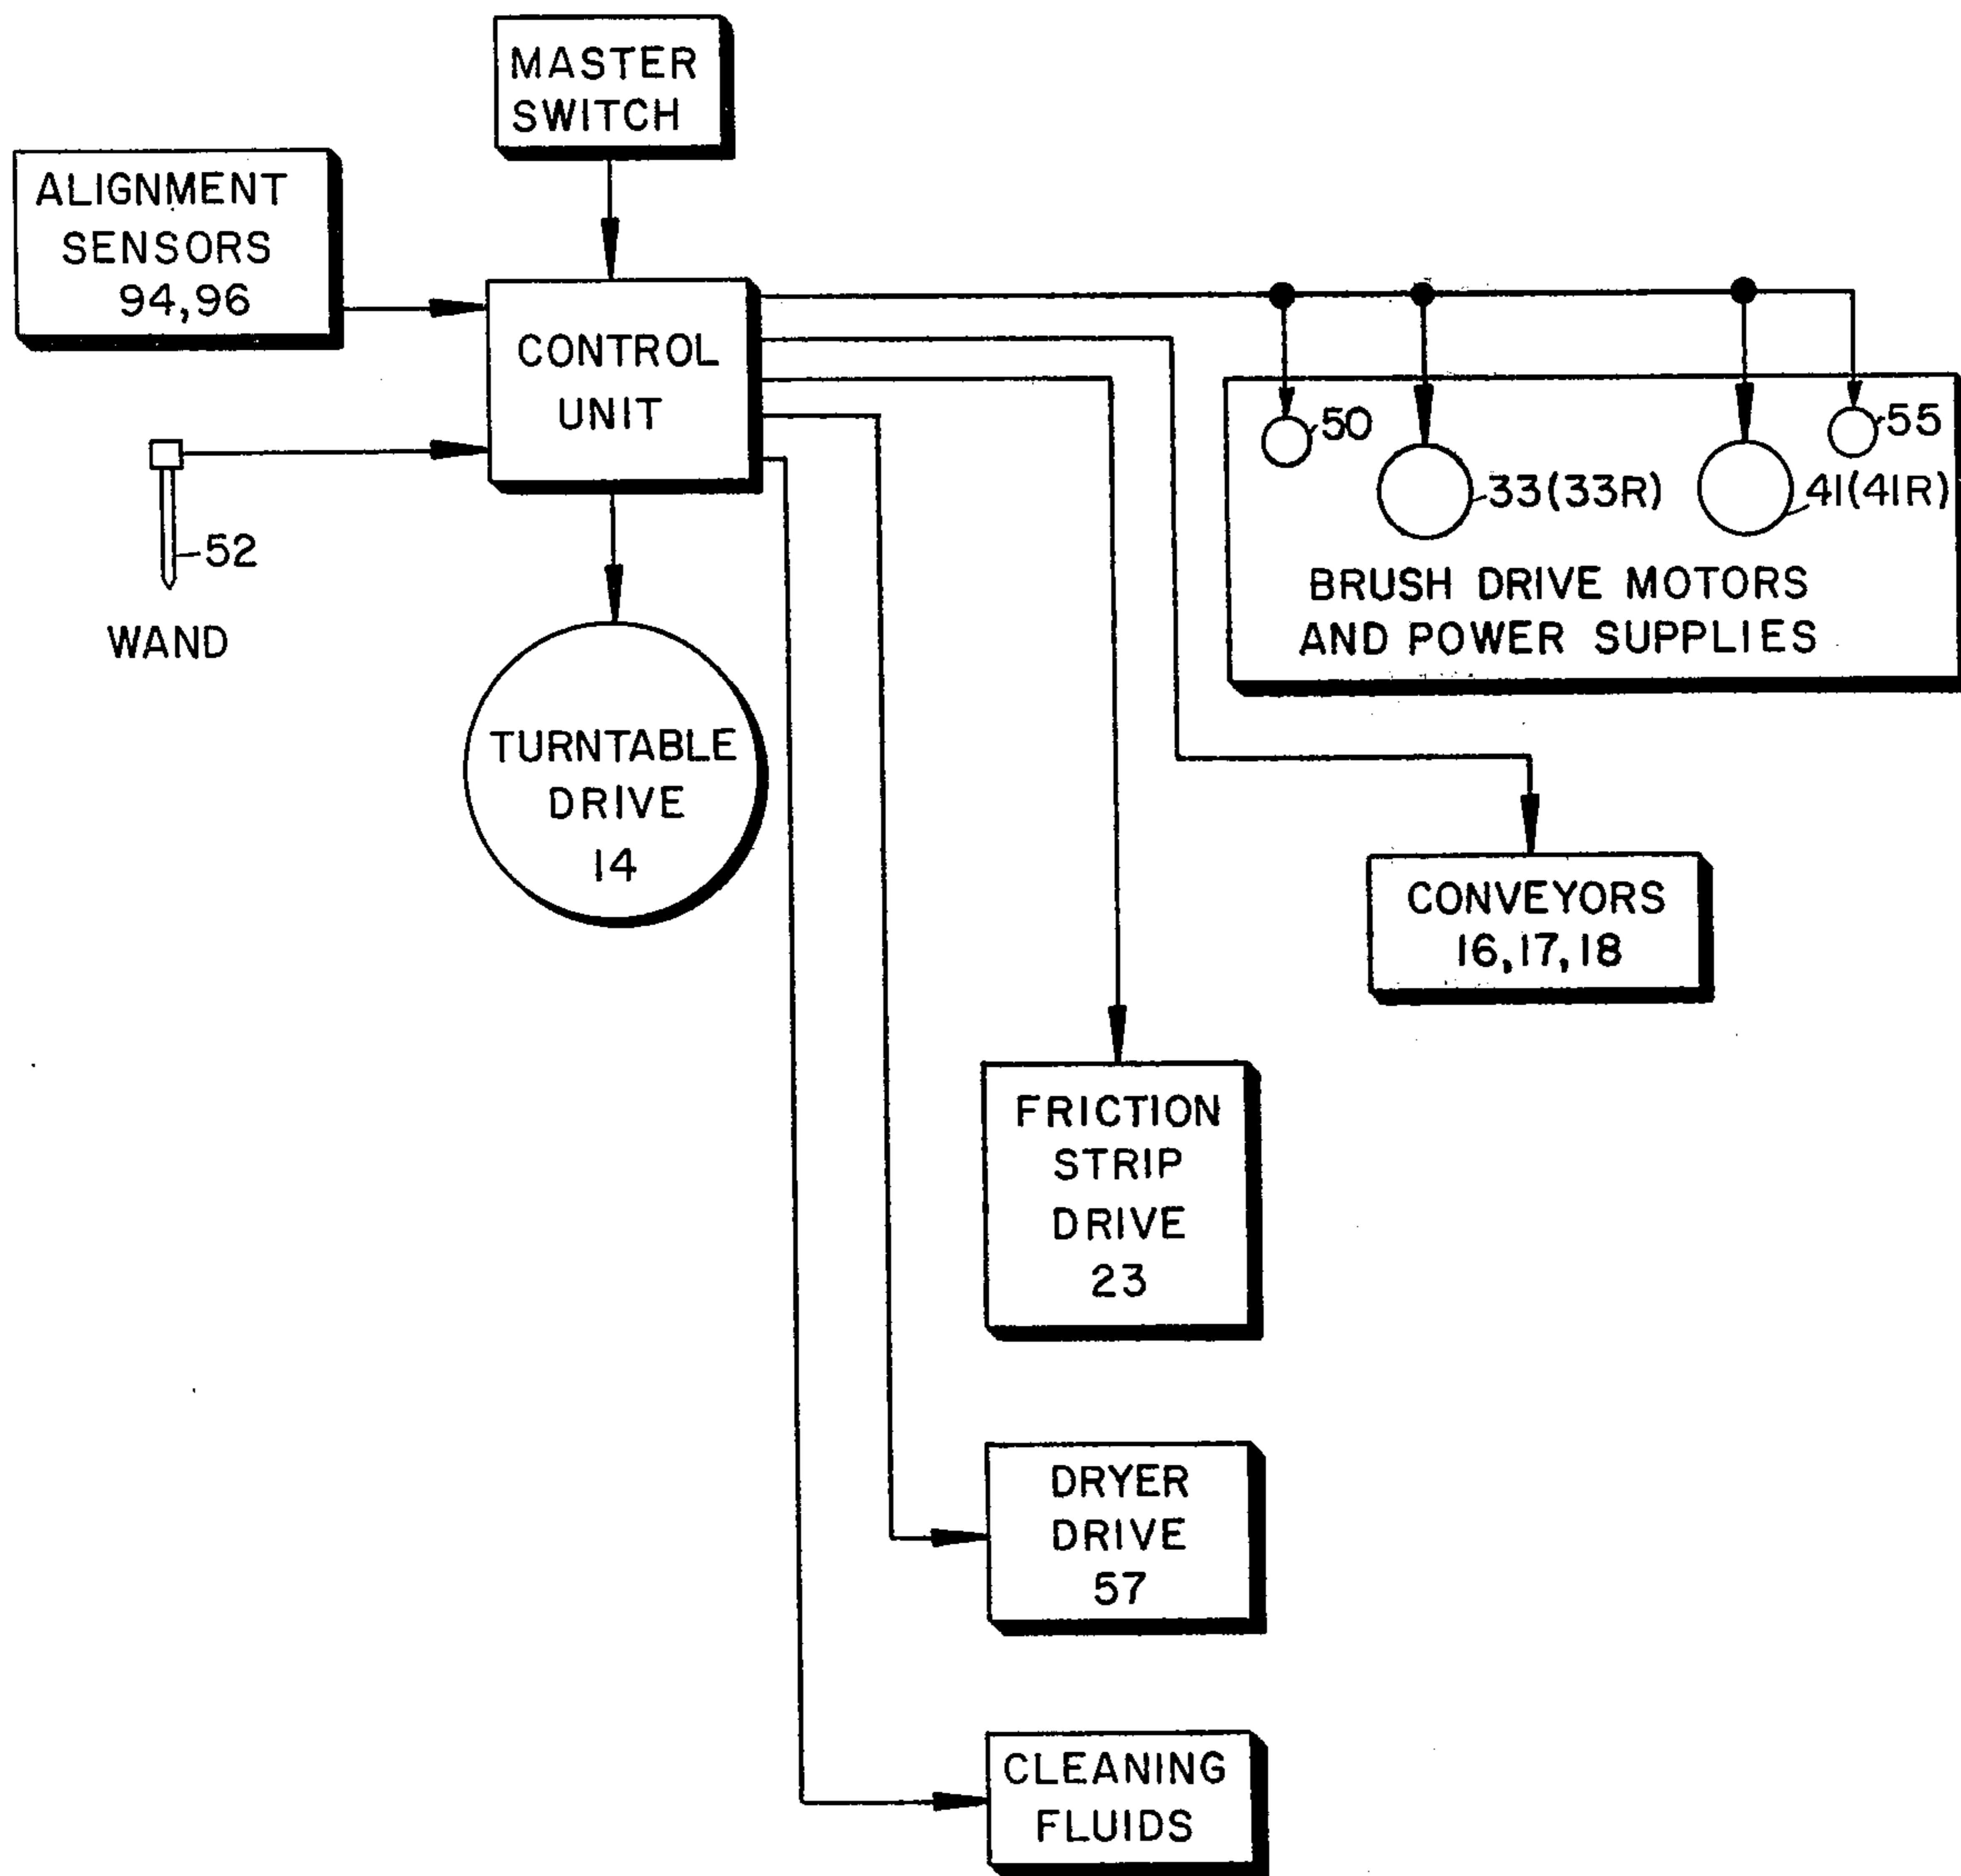 MASTER
SWITCH
ALIGNMENT
SENSORS
94,96
CONTROL
UNIT
50
55
33(33R)
41(41R)
BRUSH DRIVE MOTORS
AND POWER SUPPLIES
52
WAND
TURNTABLE
DRIVE
14
CONVEYORS
16,17,18
FRICTION
STRIP
DRIVE
23
DRYER
DRIVE
57
CLEANING
FLUIDS